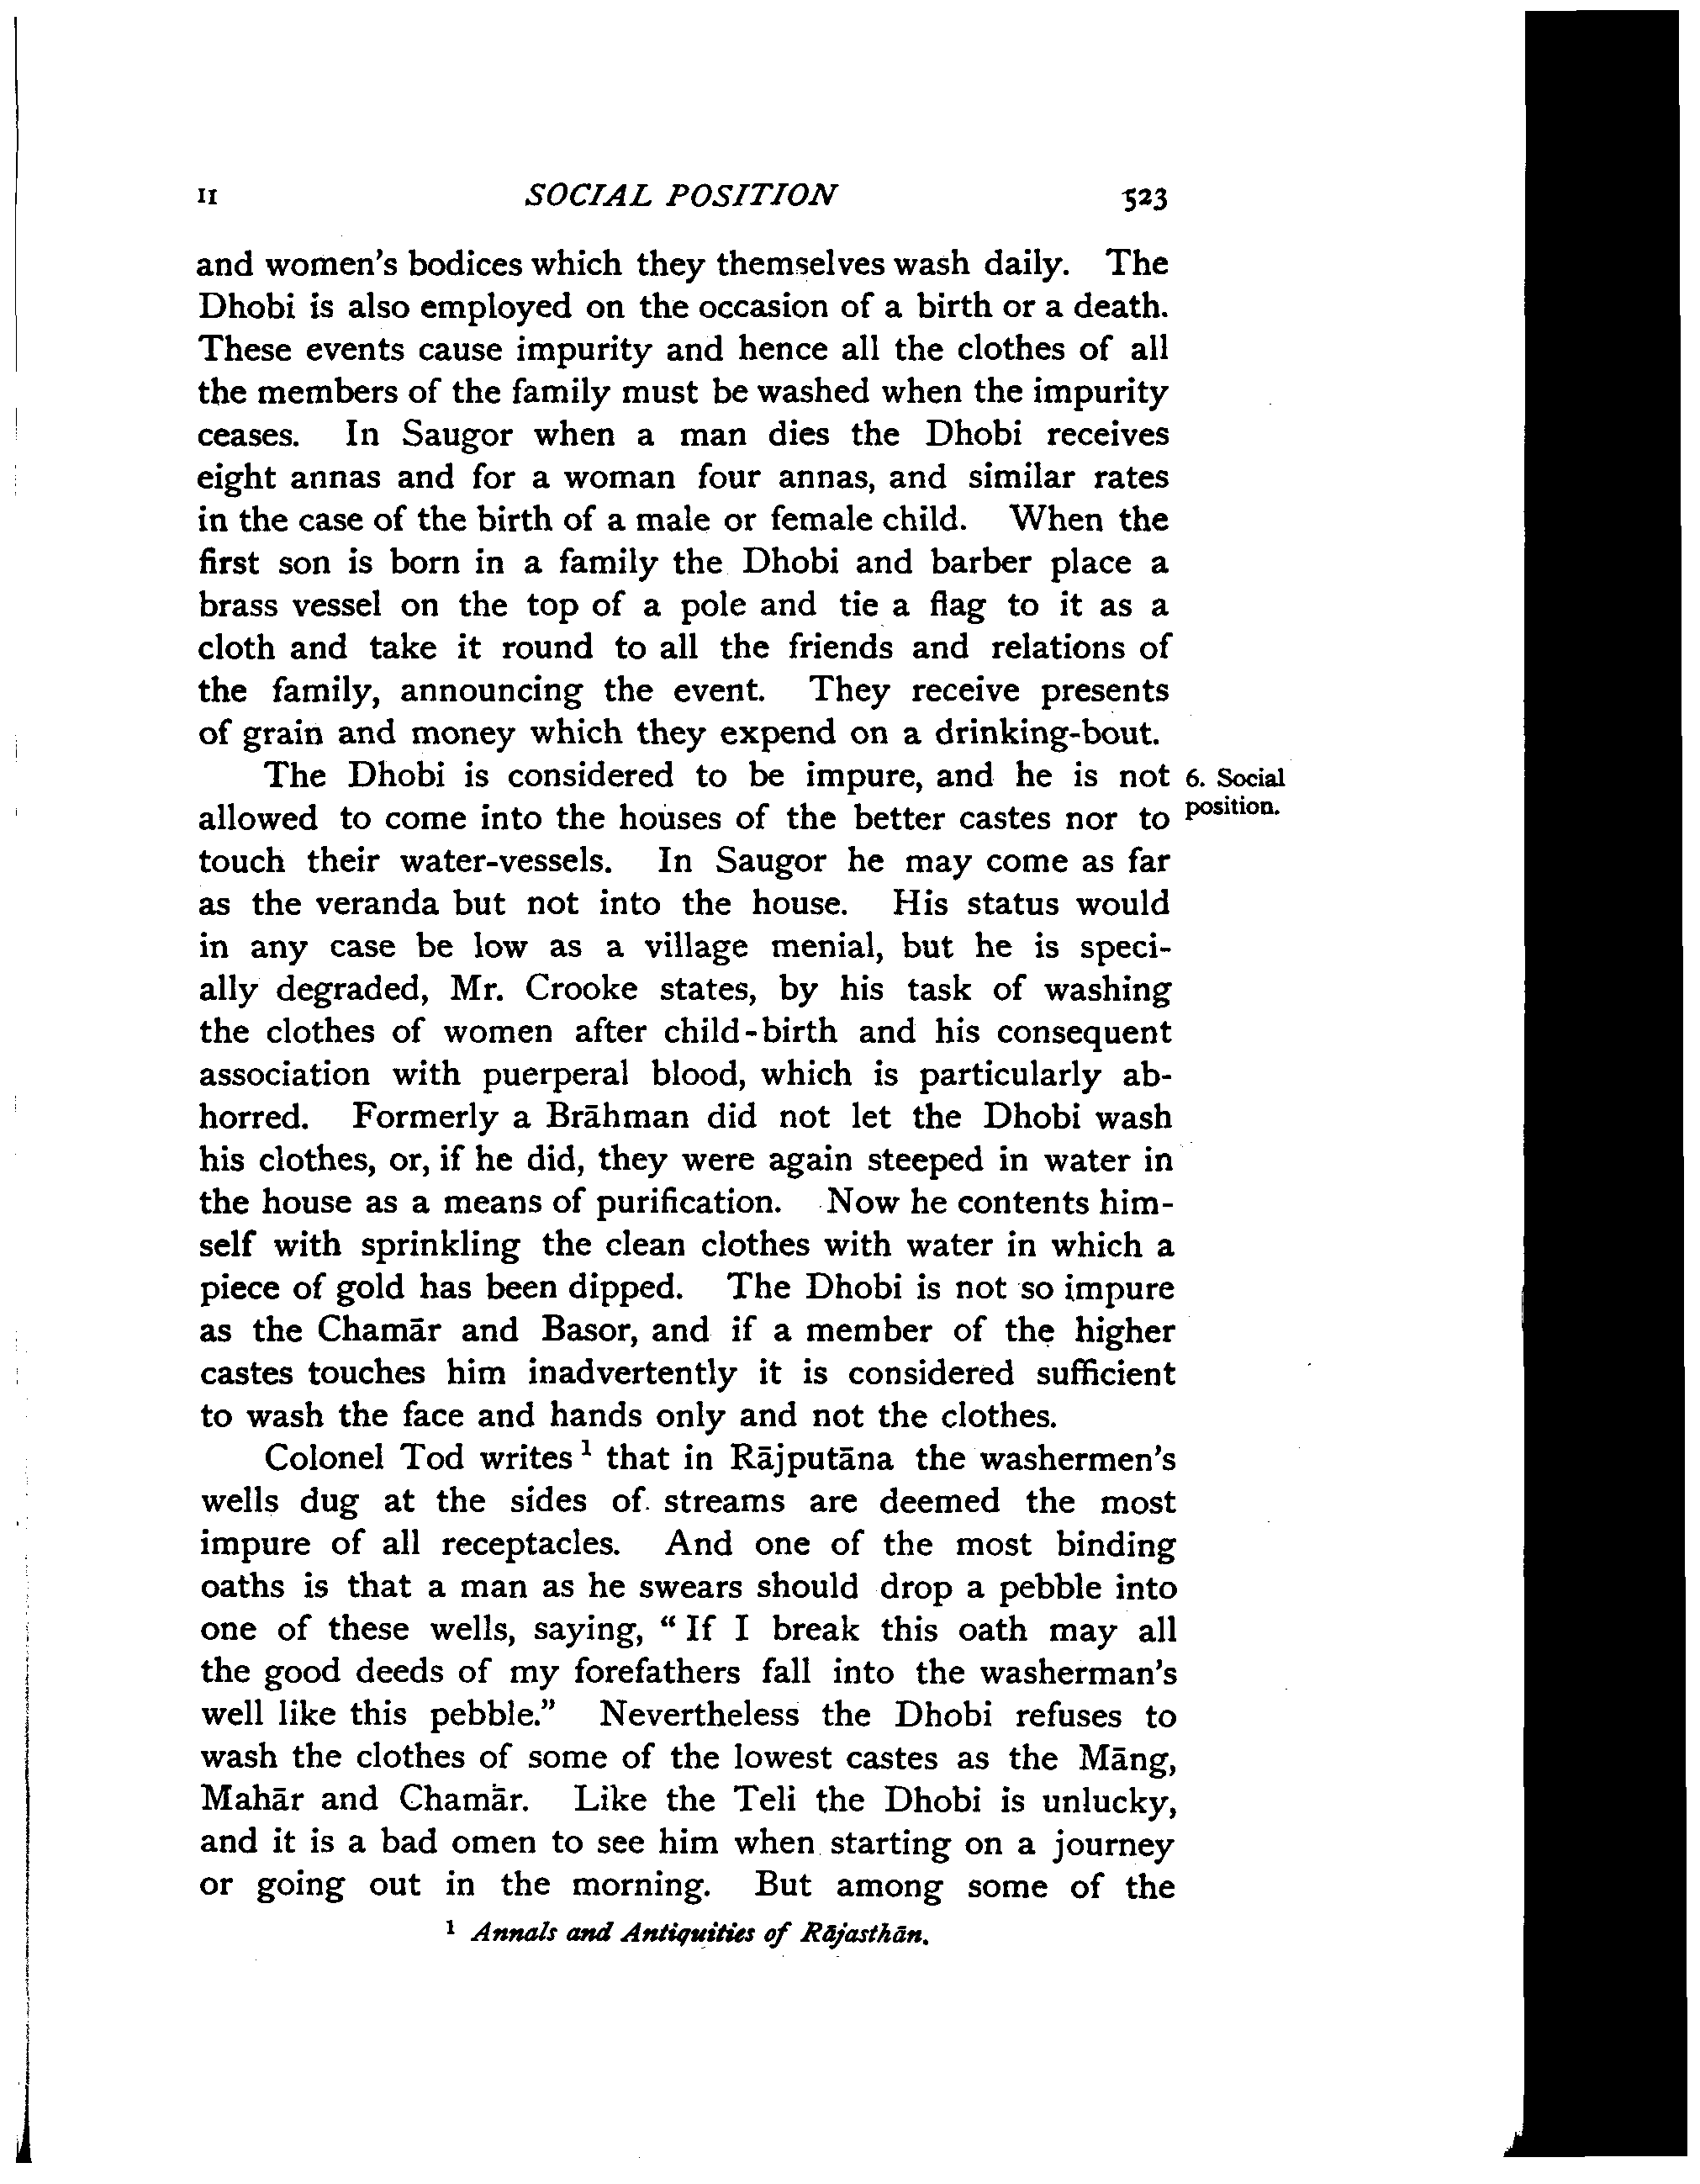 II SOCIAL POSITION 523
and women's bodices which they themselves wash daily. The
Dhobi is also employed on the occasion of a birth or a death.
These events cause impurity and hence all the clothes of all
the members of the family must be washed when the impurity
ceases. In Saugor when a man dies the Dhobi receives
eight annas and for a woman four annas, and similar rates
in the case of the birth of a male or female child. When the
first son is born in a family the Dhobi and barber place a
brass vessel on the top of a pole and tie a flag to it as a
cloth and take it round to all the friends and relations of
the family, announcing the event. They receive presents
of grain and money which they expend on a drinking-bout.
The Dhobi is considered to be impure, and he is not
6. Social
position.
allowed to come into the houses of the better castes nor to
touch their water-vessels. In Saugor he may come as far
as the veranda but not into the house. His status would
in any case be low as a village menial, but he is speci-
ally degraded, Mr. Crooke states, by his task of washing
the clothes of women after child-birth and his consequent
association with puerperal blood, which is particularly ab-
horred. Formerly a Brāhman did not let the Dhobi wash
his clothes, or, if he did, they were again steeped in water in
the house as a means of purification. Now he contents him-
self with sprinkling the clean clothes with water in which a
piece of gold has been dipped. The Dhobi is not so impure
as the Chamār and Basor, and if a member of the higher
castes touches him inadvertently it is considered sufficient
to wash the face and hands only and not the clothes.
Colonel Tod writes¹ that in Rājputāna the washermen's
wells dug at the sides of streams are deemed the most
impure of all receptacles. And one of the most binding
oaths is that a man as he swears should drop a pebble into
one of these wells, saying, “If I break this oath may all
the good deeds of my forefathers fall into the washerman's
well like this pebble.” Nevertheless the Dhobi refuses to
wash the clothes of some of the lowest castes as the Māng,
Mahār and Chamār. Like the Teli the Dhobi is unlucky,
and it is a bad omen to see him when starting on a journey
or going out in the morning. But among some of the
¹ Annals and Antiquities of Rājasthān.